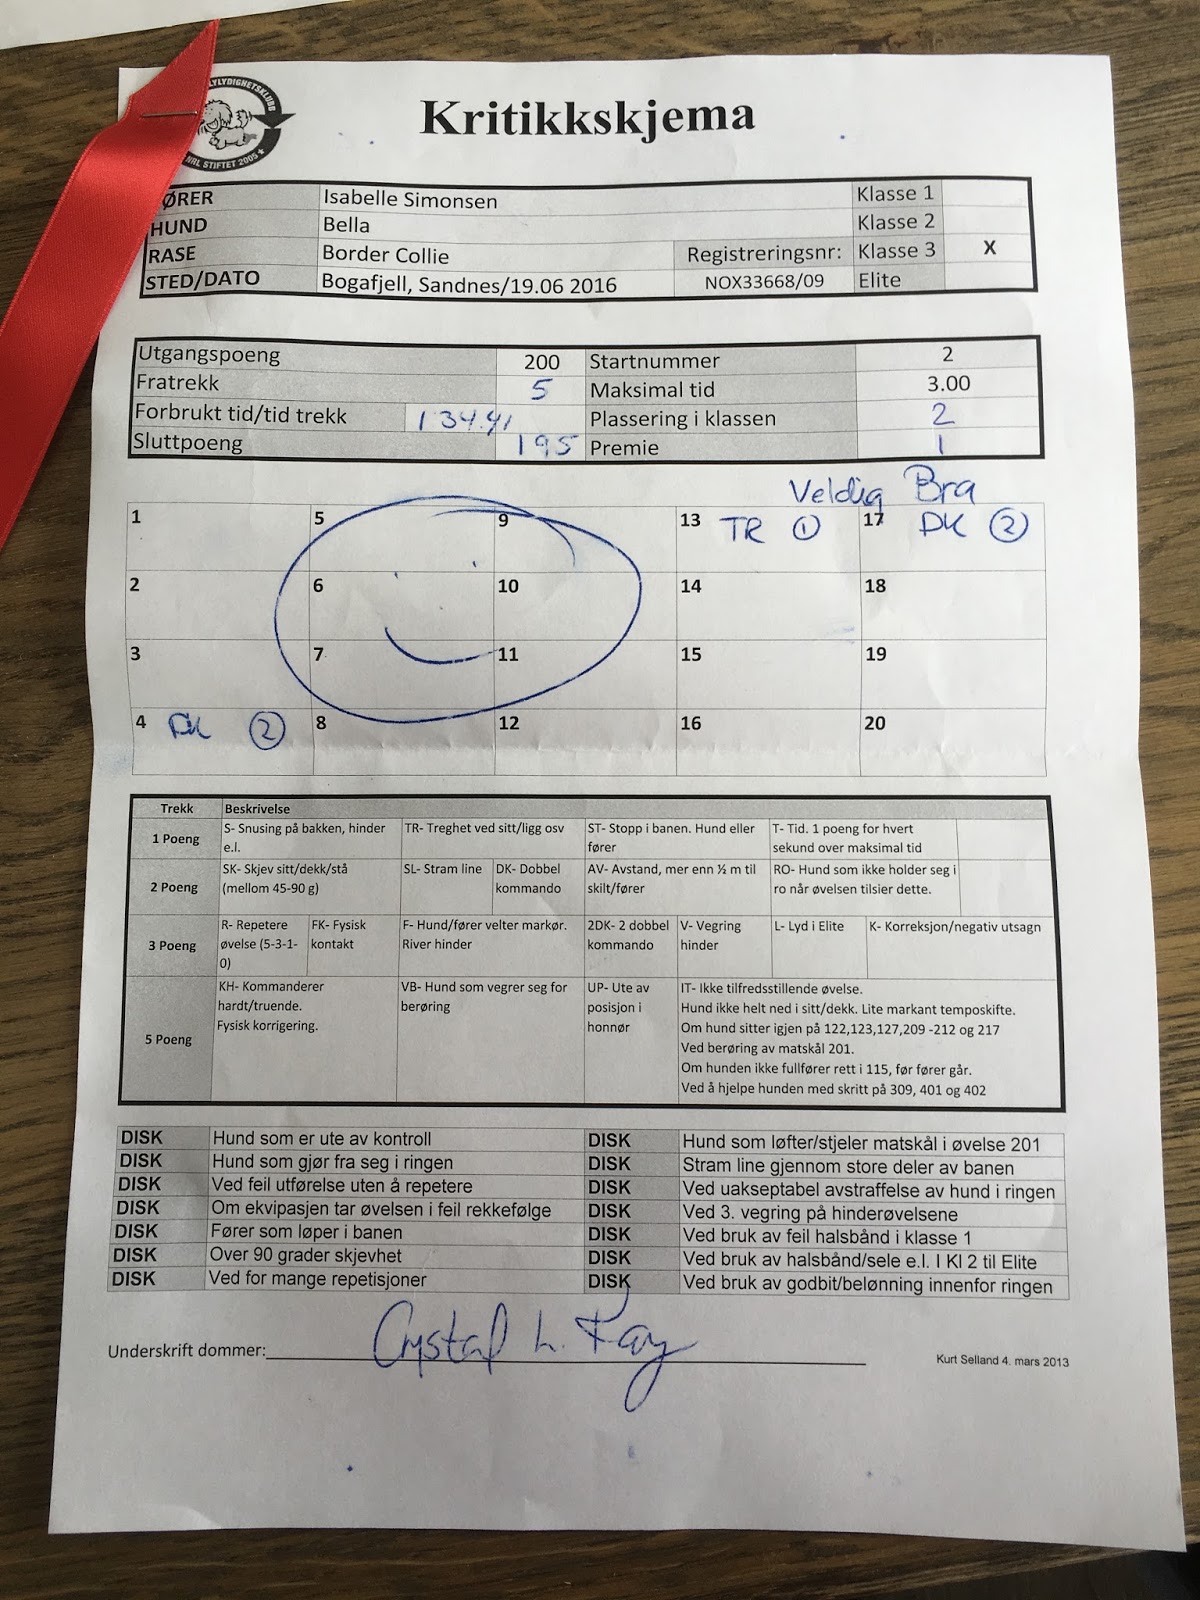 LYLYDIGHETSKLUBB
NRL STIFTET 2005
Kritikkskjema
ØRER Isabelle Simonsen Klasse 1
HUND Bella Klasse 2
RASE Border Collie Registreringsnr: Klasse 3 X
STED/DATO Bogafjell, Sandnes/19.06 2016 NOX33668/09 Elite
Utgangspoeng 200 Startnummer 2
Fratrekk 5 Maksimal tid 3.00
Forbrukt tid/tid trekk 1 34.41 Plassering i klassen 2
Sluttpoeng 195 Premie 1
Veldig Bra
1 5 9 13 TR 1 17 DK 2
2 6 10 14 18
3 7 11 15 19
4 DK 2 8 12 16 20
Trekk Beskrivelse
1 Poeng S- Snusing på bakken, hinder TR- Treghet ved sitt/ligg osv ST- Stopp i banen. Hund eller T- Tid. 1 poeng for hvert
e.l. fører sekund over maksimal tid
2 Poeng SK- Skjev sitt/dekk/stå SL- Stram line DK- Dobbel AV- Avstand, mer enn ½ m til RO- Hund som ikke holder seg i
(mellom 45-90 g) kommando skilt/fører ro når øvelsen tilsier dette.
3 Poeng R- Repetere FK- Fysisk F- Hund/fører velter markør. 2DK- 2 dobbel V- Vegring L- Lyd i Elite K- Korreksjon/negativ utsagn
øvelse (5-3-1- kontakt River hinder kommando hinder
0)
5 Poeng KH- Kommanderer VB- Hund som vegrer seg for UP- Ute av IT- Ikke tilfredsstillende øvelse.
hardt/truende. berøring posisjon i Hund ikke helt ned i sitt/dekk. Lite markant temposkifte.
Fysisk korrigering. honnør Om hund sitter igjen på 122,123,127,209 -212 og 217
Ved berøring av matskål 201.
Om hunden ikke fullfører rett i 115, før fører går.
Ved å hjelpe hunden med skritt på 309, 401 og 402
DISK Hund som er ute av kontroll DISK Hund som løfter/stjeler matskål i øvelse 201
DISK Hund som gjør fra seg i ringen DISK Stram line gjennom store deler av banen
DISK Ved feil utførelse uten å repetere DISK Ved uakseptabel avstraffelse av hund i ringen
DISK Om ekvipasjen tar øvelsen i feil rekkefølge DISK Ved 3. vegring på hinderøvelsene
DISK Fører som løper i banen DISK Ved bruk av feil halsbånd i klasse 1
DISK Over 90 grader skjevhet DISK Ved bruk av halsbånd/sele e.l. I Kl 2 til Elite
DISK Ved for mange repetisjoner DISK Ved bruk av godbit/belønning innenfor ringen
Underskrift dommer: Crystal L. Fay
Kurt Selland 4. mars 2013